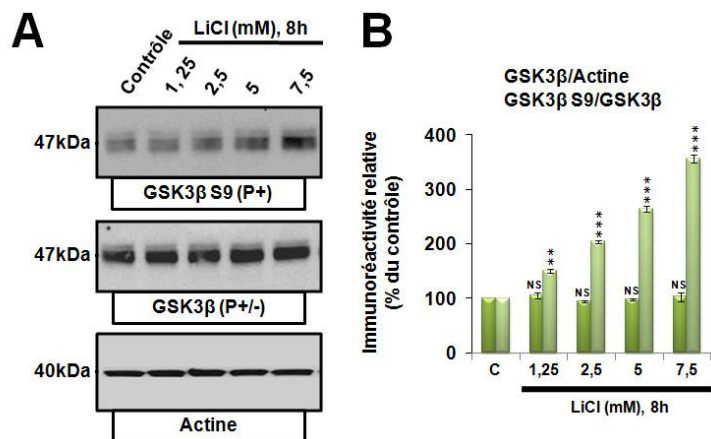 A
LiCl (mM), 8h
Contrôle
1, 25
2,5
5
7,5
47kDa
GSK3β S9 (P+)
47kDa
GSK3β (P+/-)
40kDa
Actine
B
GSK3β/Actine
GSK3β S9/GSK3β
Immunoréactivité relative
(% du contrôle)
400
300
200
100
0
NS
**
NS
***
NS
***
NS
***
C
1,25
2,5
5
7,5
LiCl (mM), 8h